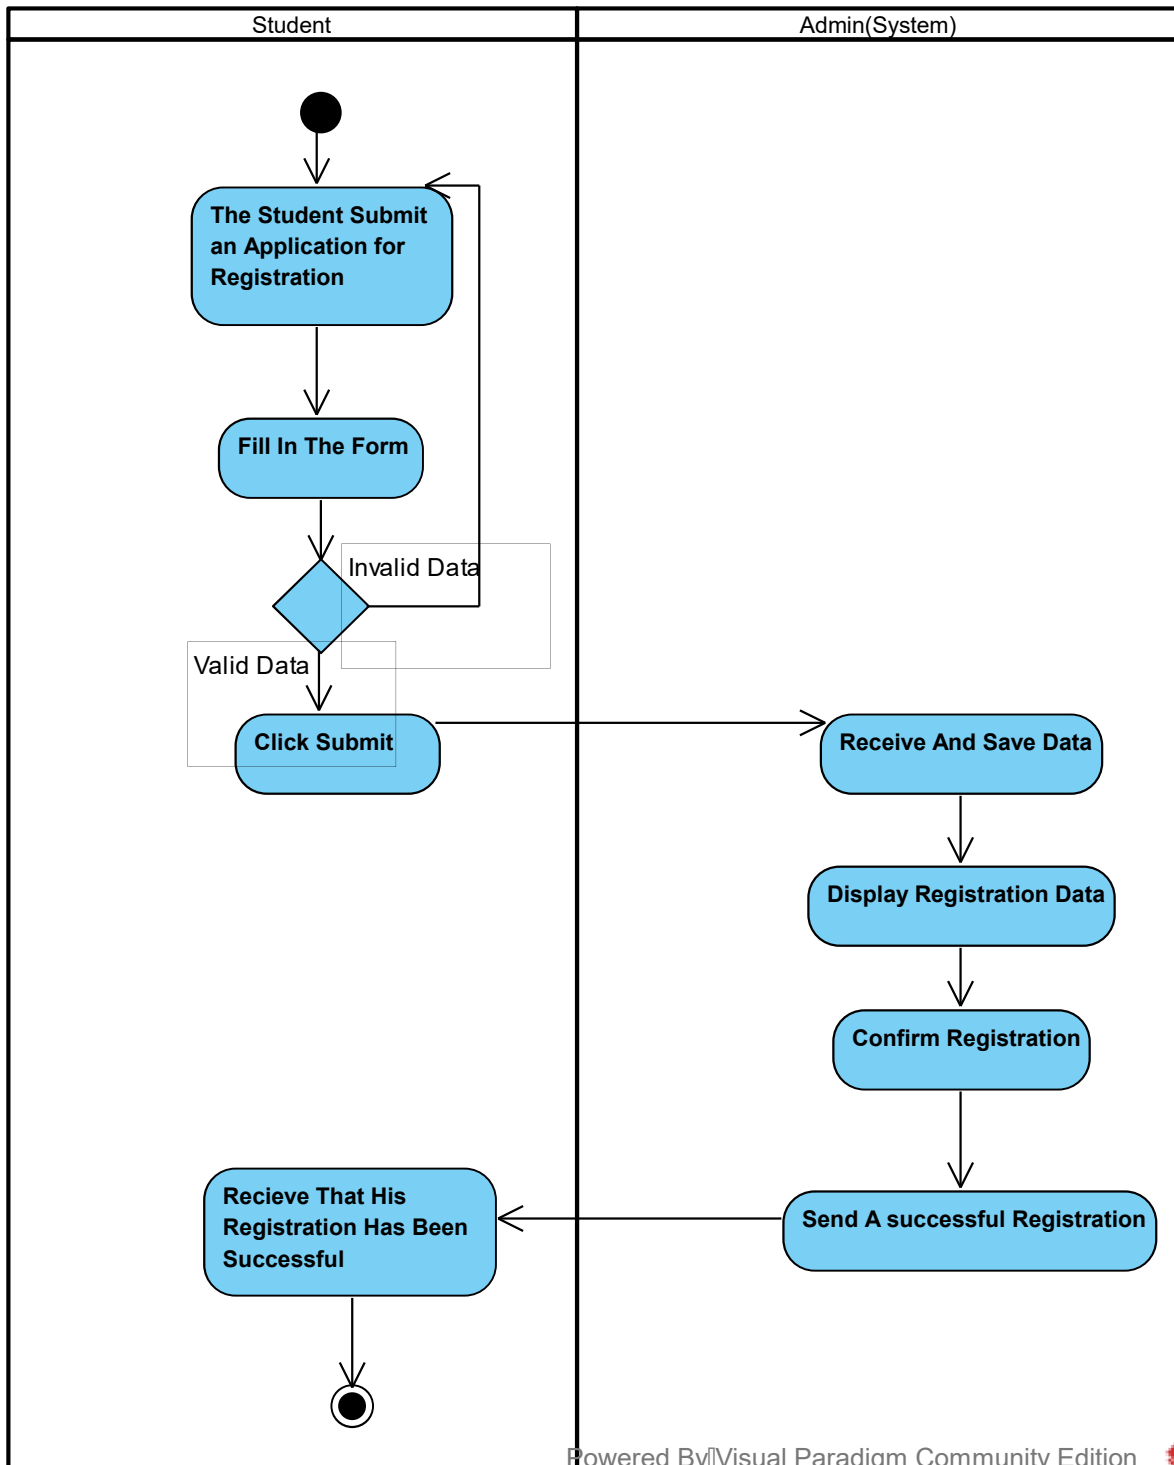 Student
Admin(System)
The Student Submit
an Application for
Registration
Fill In The Form
Invalid Data
Valid Data
Click Submit
Receive And Save Data
Display Registration Data
Confirm Registration
Send A successful Registration
Recieve That His
Registration Has Been
Successful
Powered By Visual Paradigm Community Edition